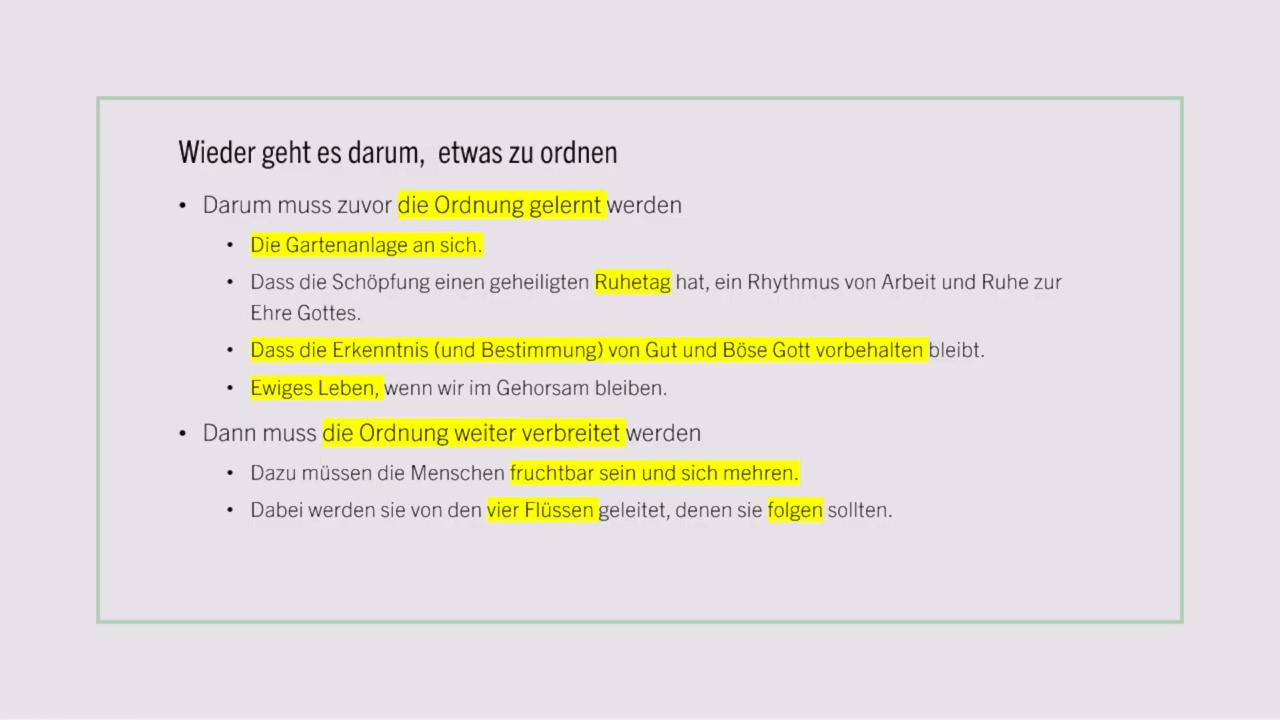 Wieder geht es darum,  etwas zu ordnen
• Darum muss zuvor die Ordnung gelernt werden
• Die Gartenanlage an sich.
• Dass die Schöpfung einen geheiligten Ruhetag hat, ein Rhythmus von Arbeit und Ruhe zur
Ehre Gottes.
• Dass die Erkenntnis (und Bestimmung) von Gut und Böse Gott vorbehalten bleibt.
• Ewiges Leben, wenn wir im Gehorsam bleiben.
• Dann muss die Ordnung weiter verbreitet werden
• Dazu müssen die Menschen fruchtbar sein und sich mehren.
• Dabei werden sie von den vier Flüssen geleitet, denen sie folgen sollten.